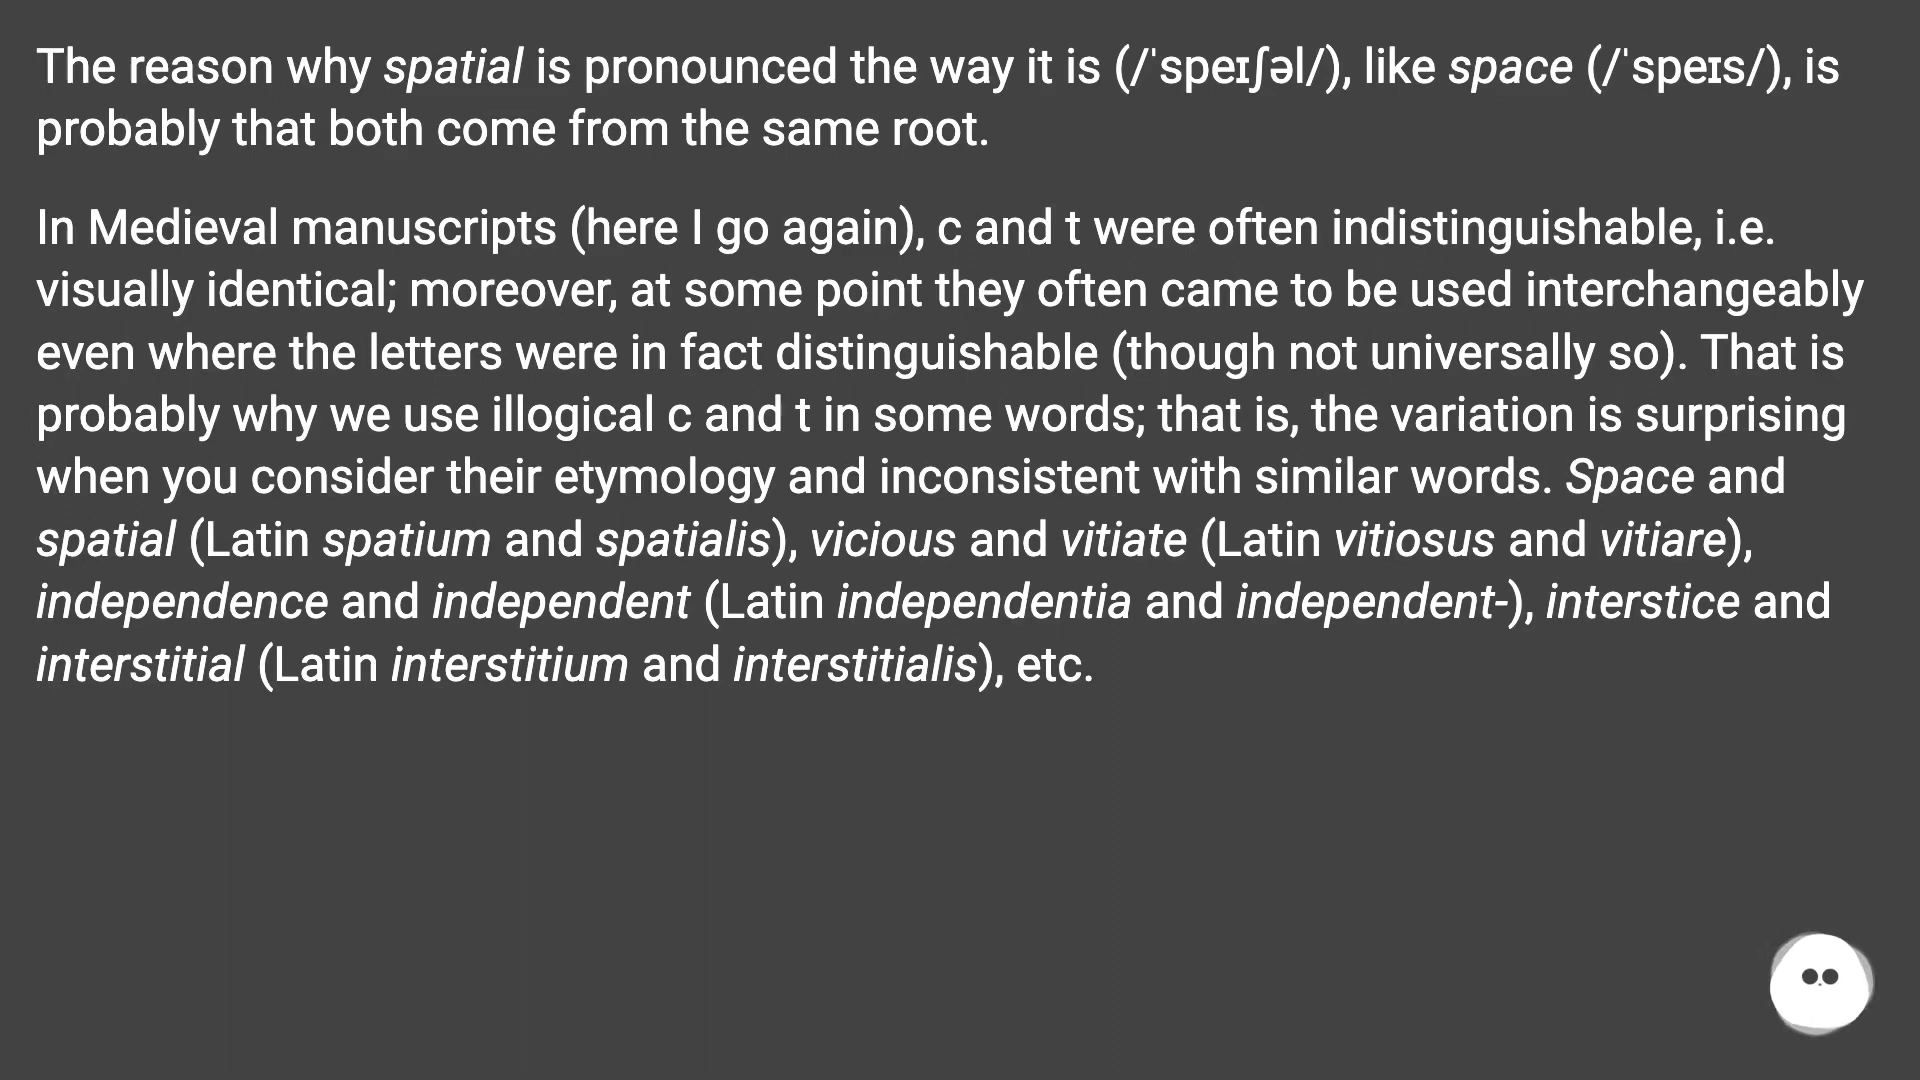 The reason why spatial is pronounced the way it is (/ˈspeɪʃəl/), like space (/ˈspeɪs/), is
probably that both come from the same root.
In Medieval manuscripts (here I go again), c and t were often indistinguishable, i.e.
visually identical; moreover, at some point they often came to be used interchangeably
even where the letters were in fact distinguishable (though not universally so). That is
probably why we use illogical c and t in some words; that is, the variation is surprising
when you consider their etymology and inconsistent with similar words. Space and
spatial (Latin spatium and spatialis), vicious and vitiate (Latin vitiosus and vitiare),
independence and independent (Latin independentia and independent-), interstice and
interstitial (Latin interstitium and interstitialis), etc.